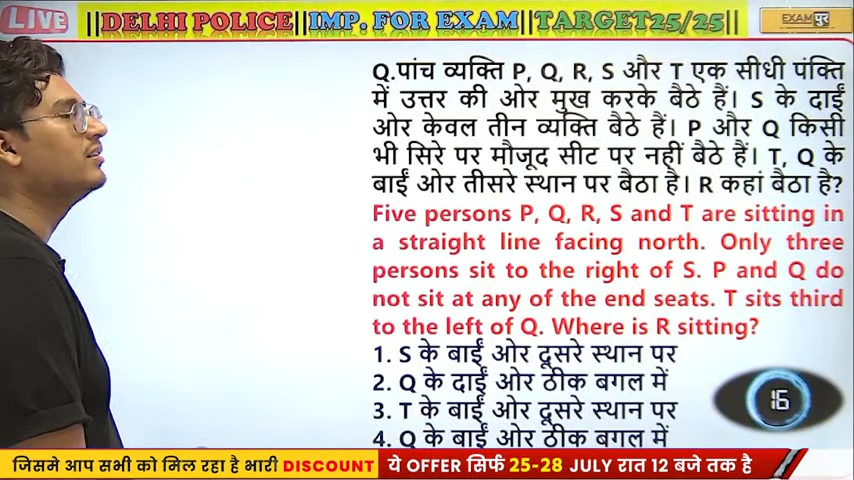 LIVE
||DELHI POLICE||IMP. FOR EXAM||TARGET25/25||
EXAM पुर
Q.पांच व्यक्ति P, Q, R, S और T एक सीधी पंक्ति
में उत्तर की ओर मुख करके बैठे हैं। S के दाईं
ओर केवल तीन व्यक्ति बैठे हैं। P और Q किसी
भी सिरे पर मौजूद सीट पर नहीं बैठे हैं। T, Q के
बाईं ओर तीसरे स्थान पर बैठा है। R कहां बैठा है?
Five persons P, Q, R, S and T are sitting in
a straight line facing north. Only three
persons sit to the right of S. P and Q do
not sit at any of the end seats. T sits third
to the left of Q. Where is R sitting?
1. S के बाईं ओर दूसरे स्थान पर
2. Q के दाईं ओर ठीक बगल में
3. T के बाईं ओर दूसरे स्थान पर
4. Q के बाईं ओर ठीक बगल में
16
जिसमे आप सभी को मिल रहा है भारी DISCOUNT ये OFFER सिर्फ 25-28 JULY रात 12 बजे तक है